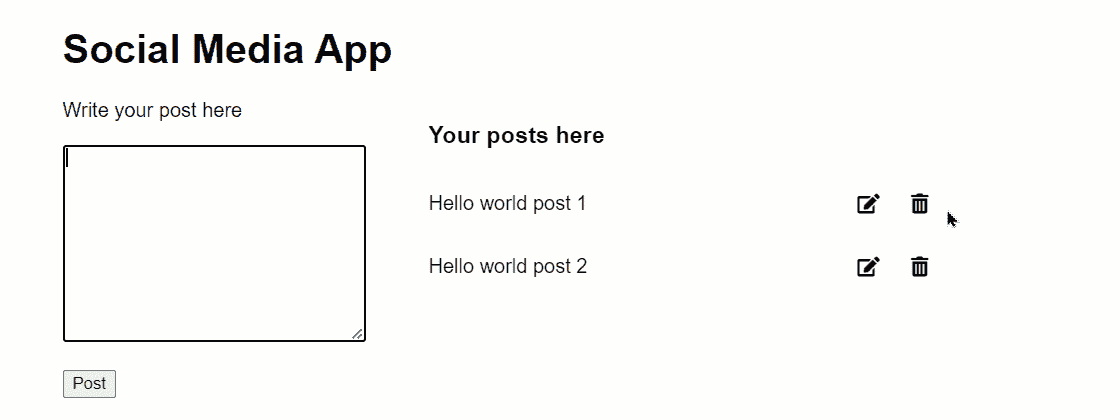 Social Media App
Write your post here
Post
Your posts here
Hello world post 1
Hello world post 2